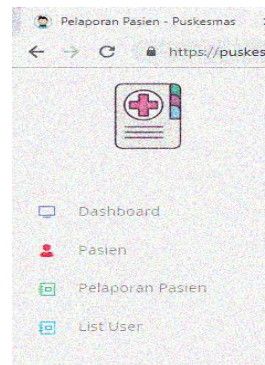 Pelaporan Pasien - Puskesmas
https://puskes
Dashboard
Pasien
Pelaporan Pasien
List User